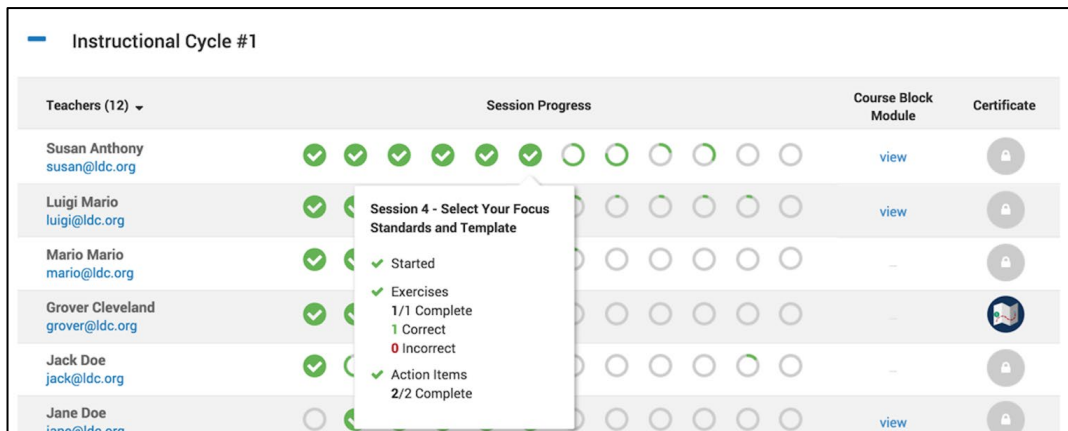 Instructional Cycle #1
Teachers (12)
Session Progress
Course Block
Module
Certificate
Susan Anthony
susan@ldc.org
view
Luigi Mario
luigi@ldc.org
view
Session 4 - Select Your Focus
Standards and Template
Started
Exercises
1/1 Complete
1 Correct
0 Incorrect
Action Items
2/2 Complete
Mario Mario
mario@ldc.org
Grover Cleveland
grover@ldc.org
Jack Doe
jack@ldc.org
Jane Doe
view